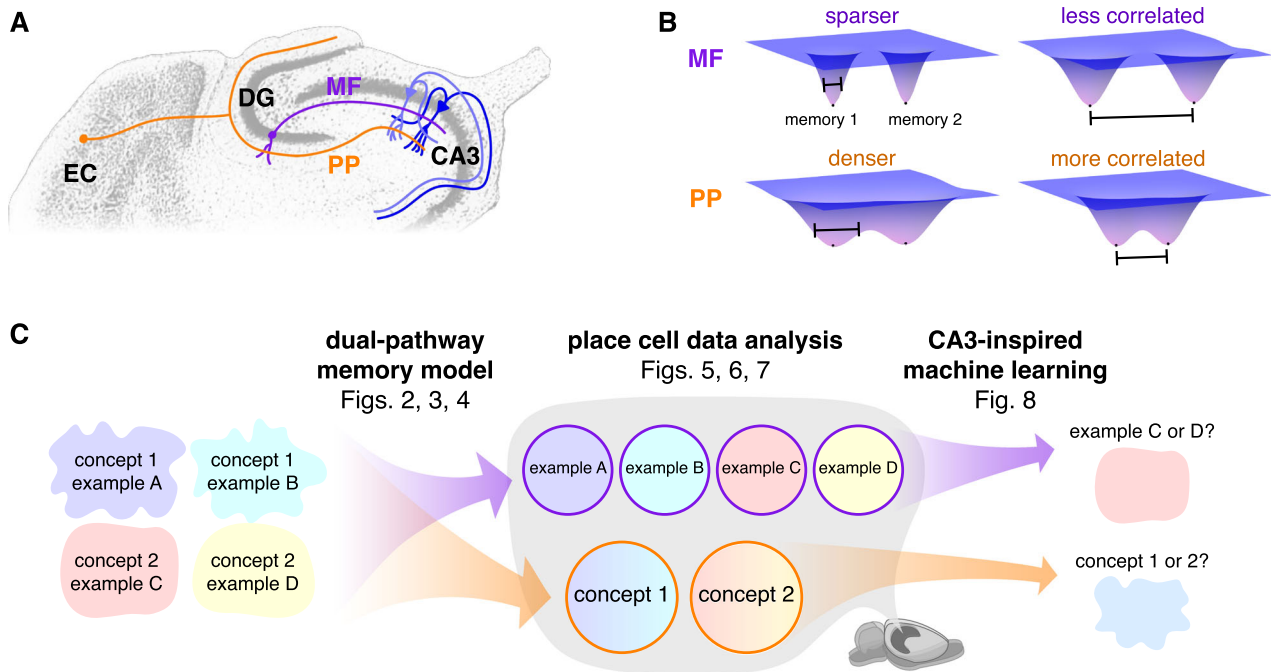 A
EC
DG
MF
PP
CA3
B
sparser
less correlated
MF
memory 1
memory 2
denser
more correlated
PP
C
dual-pathway
memory model
Figs. 2, 3, 4
place cell data analysis
Figs. 5, 6, 7
CA3-inspired
machine learning
Fig. 8
concept 1
example A
concept 1
example B
concept 2
example C
concept 2
example D
example A
example B
example C
example D
concept 1
concept 2
example C or D?
concept 1 or 2?